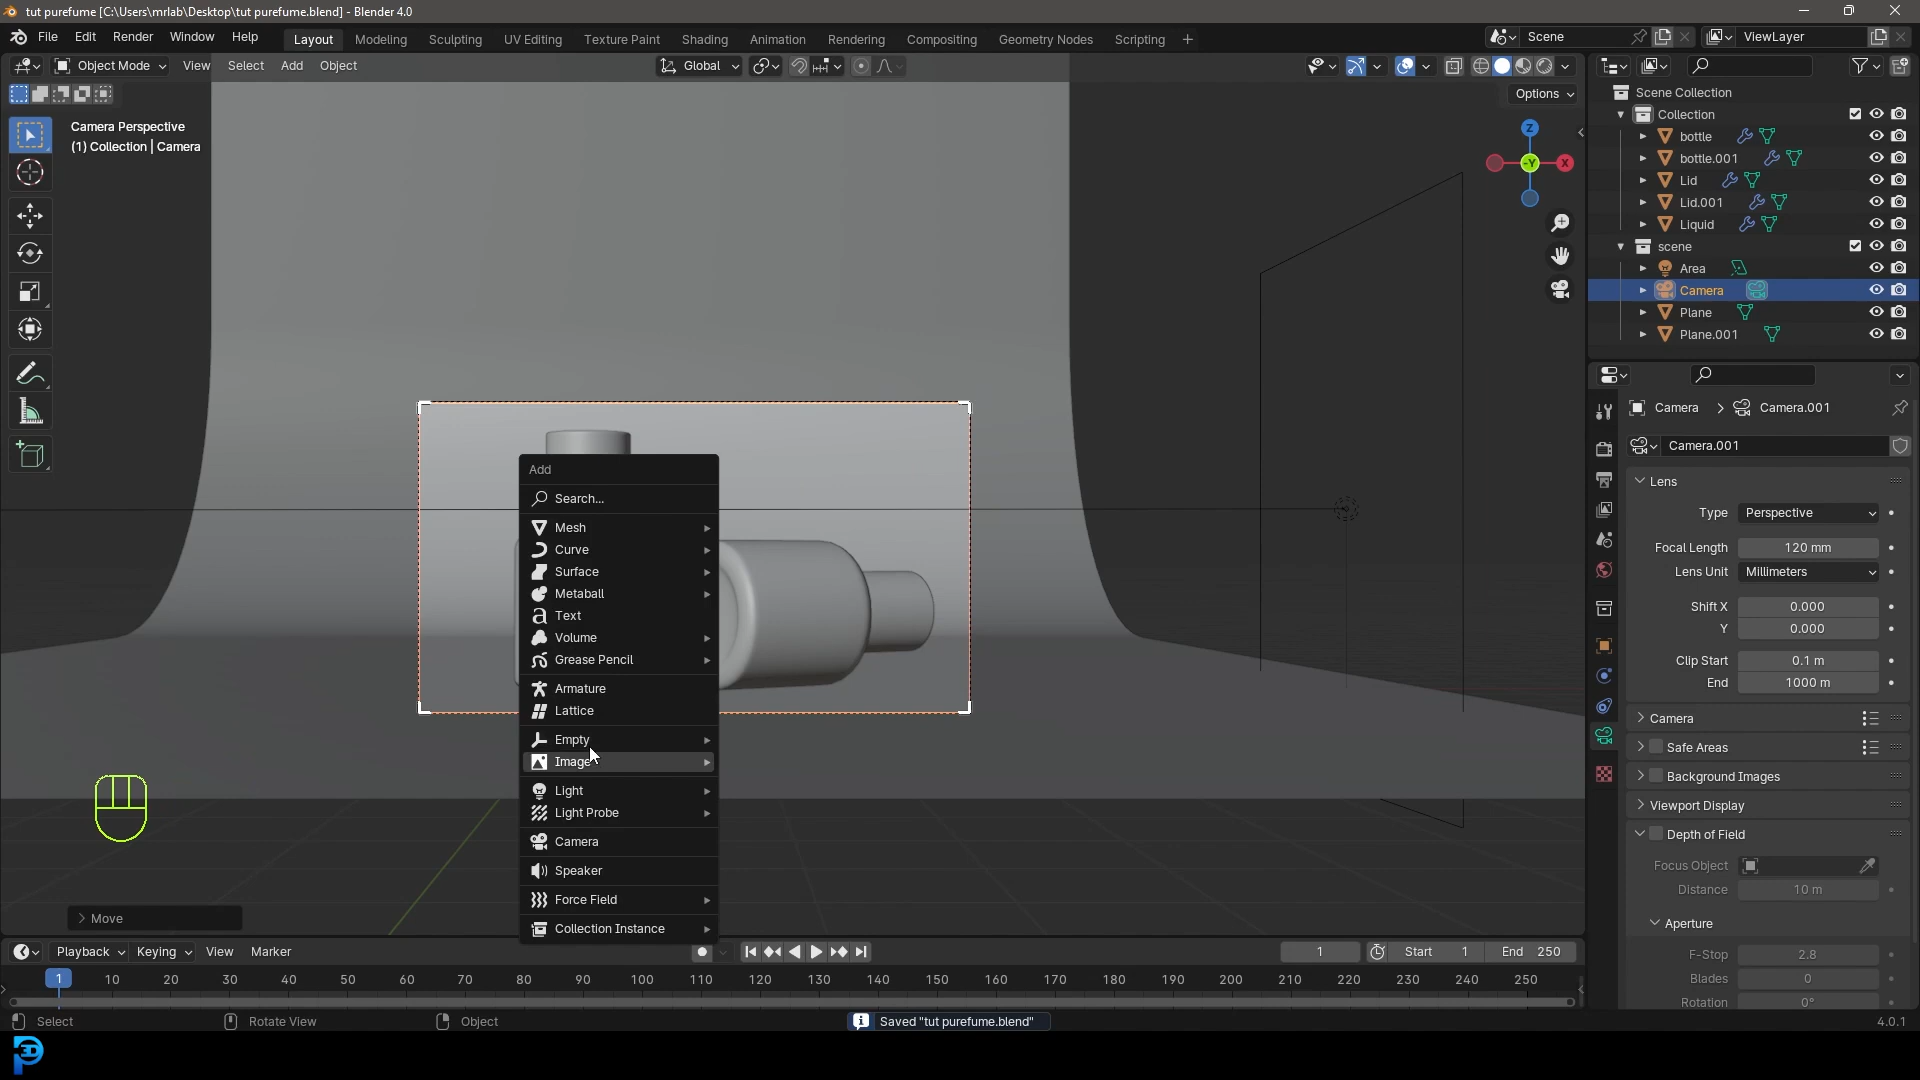 tut purefume [C:\Users\mrlab\Desktop\tut purefume.blend] - Blender 4.0
File Edit Render Window Help
Layout Modeling Sculpting UV Editing Texture Paint Shading Animation Rendering Compositing Geometry Nodes Scripting +
Scene
ViewLayer
Object Mode View Select Add Object
Global
Options
Camera Perspective
(1) Collection | Camera
Z
-Y
X
Add
Search...
Mesh
Curve
Surface
Metaball
Text
Volume
Grease Pencil
Armature
Lattice
Empty
Image
Light
Light Probe
Camera
Speaker
Force Field
Collection Instance
Move
Scene Collection
Collection
bottle
bottle.001
Lid
Lid.001
Liquid
scene
Area
Camera
Plane
Plane.001
Camera > Camera.001
Camera.001
Lens
Type Perspective
Focal Length 120 mm
Lens Unit Millimeters
Shift X 0.000
Y 0.000
Clip Start 0.1 m
End 1000 m
Camera
Safe Areas
Background Images
Viewport Display
Depth of Field
Focus Object
Distance 10 m
Aperture
F-Stop 2.8
Blades 0
Rotation 0°
Playback Keying View Marker
1
Start 1 End 250
1 10 20 30 40 50 60 70 80 90 100 110 120 130 140 150 160 170 180 190 200 210 220 230 240 250
Select Rotate View Object
Saved "tut purefume.blend"
4.0.1
3D